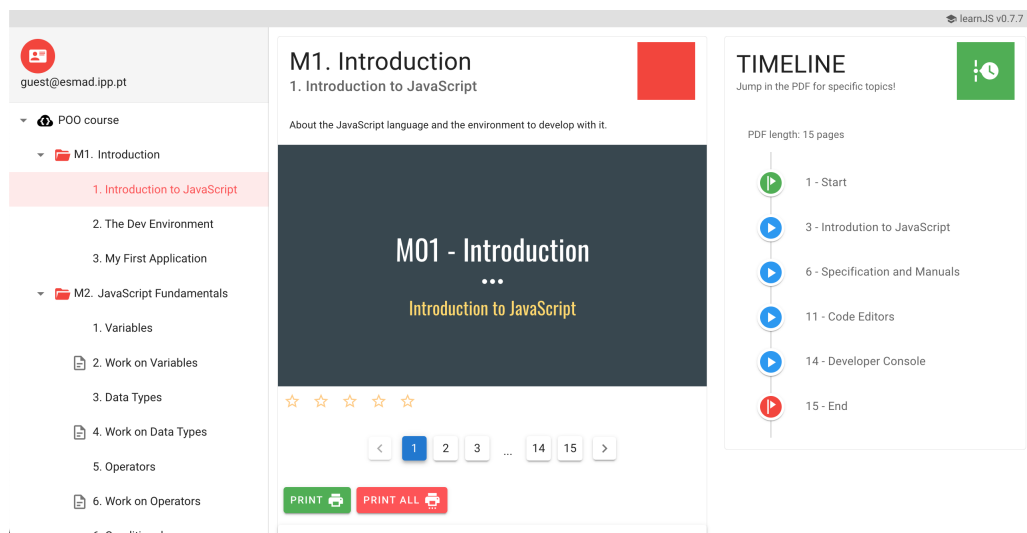 learnJS v0.7.7
guest@esmad.ipp.pt
POO course
M1. Introduction
1. Introduction to JavaScript
2. The Dev Environment
3. My First Application
M2. JavaScript Fundamentals
1. Variables
2. Work on Variables
3. Data Types
4. Work on Data Types
5. Operators
6. Work on Operators
M1. Introduction
1. Introduction to JavaScript
About the JavaScript language and the environment to develop with it.
M01 - Introduction
Introduction to JavaScript
1 2 3 ... 14 15
PRINT
PRINT ALL
TIMELINE
Jump in the PDF for specific topics!
PDF length: 15 pages
1 - Start
3 - Introdution to JavaScript
6 - Specification and Manuals
11 - Code Editors
14 - Developer Console
15 - End